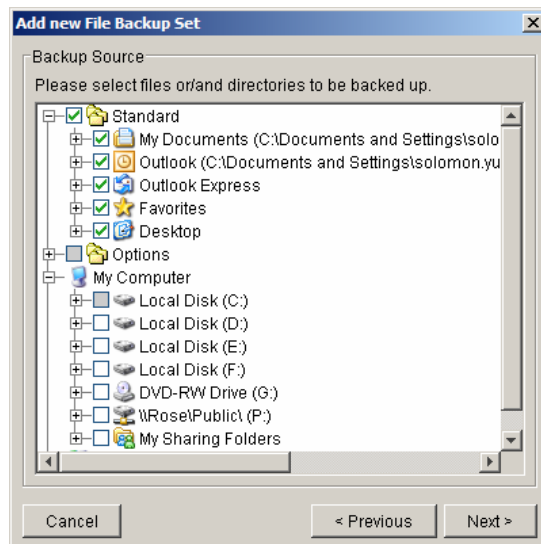 Add new File Backup Set
Backup Source
Please select files or/and directories to be backed up.
Standard
My Documents (C:\Documents and Settings\solo
Outlook (C:\Documents and Settings\solomon.yu
Outlook Express
Favorites
Desktop
Options
My Computer
Local Disk (C:)
Local Disk (D:)
Local Disk (E:)
Local Disk (F:)
DVD-RW Drive (G:)
\\Rose\Public\ (P:)
My Sharing Folders
Cancel
< Previous
Next >